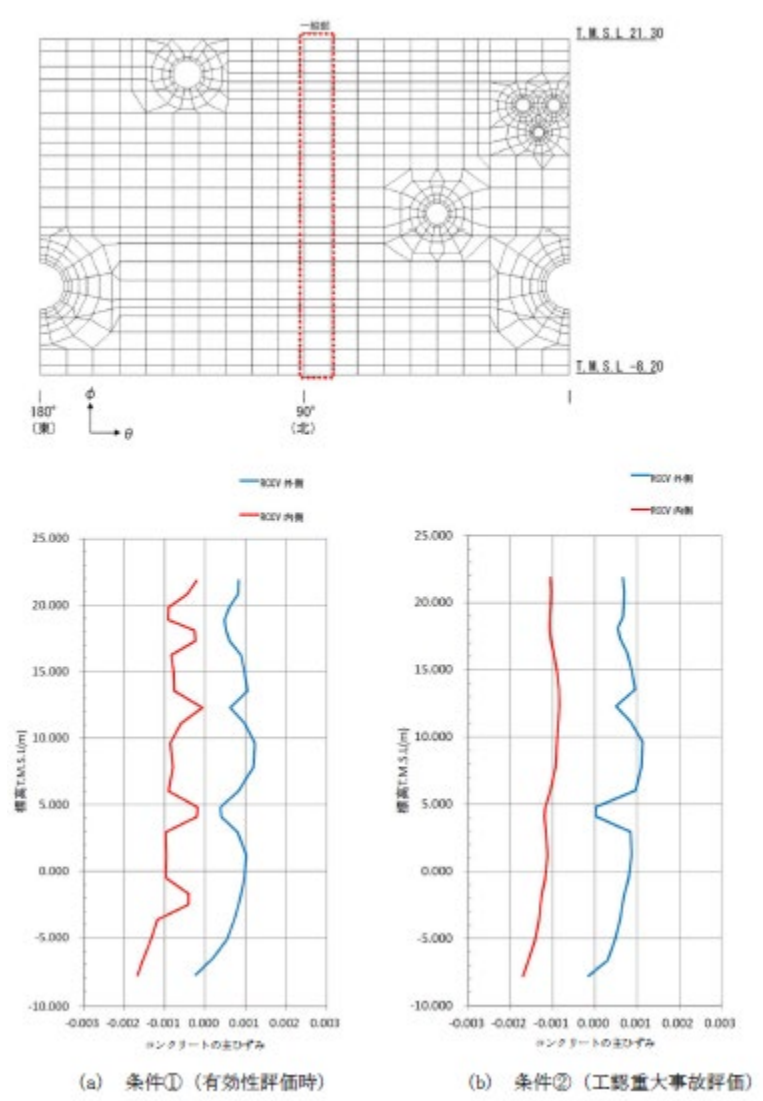 一般部
T.M.S.L 21.30
T.M.S.L -8.20
180°
(東)
φ
θ
90°
(北)
RCCV 外側
RCCV 内側
25.000
20.000
15.000
10.000
5.000
0.000
-5.000
-10.000
標高T.M.S.L(m)
-0.003 -0.002 -0.001 0.000 0.001 0.002 0.003
コンクリートの主ひずみ
(a) 条件① (有効性評価時)
RCCV 外側
RCCV 内側
25.000
20.000
15.000
10.000
5.000
0.000
-5.000
-10.000
標高T.M.S.L(m)
-0.003 -0.002 -0.001 0.000 0.001 0.002 0.003
コンクリートの主ひずみ
(b) 条件② (工認重大事故評価)